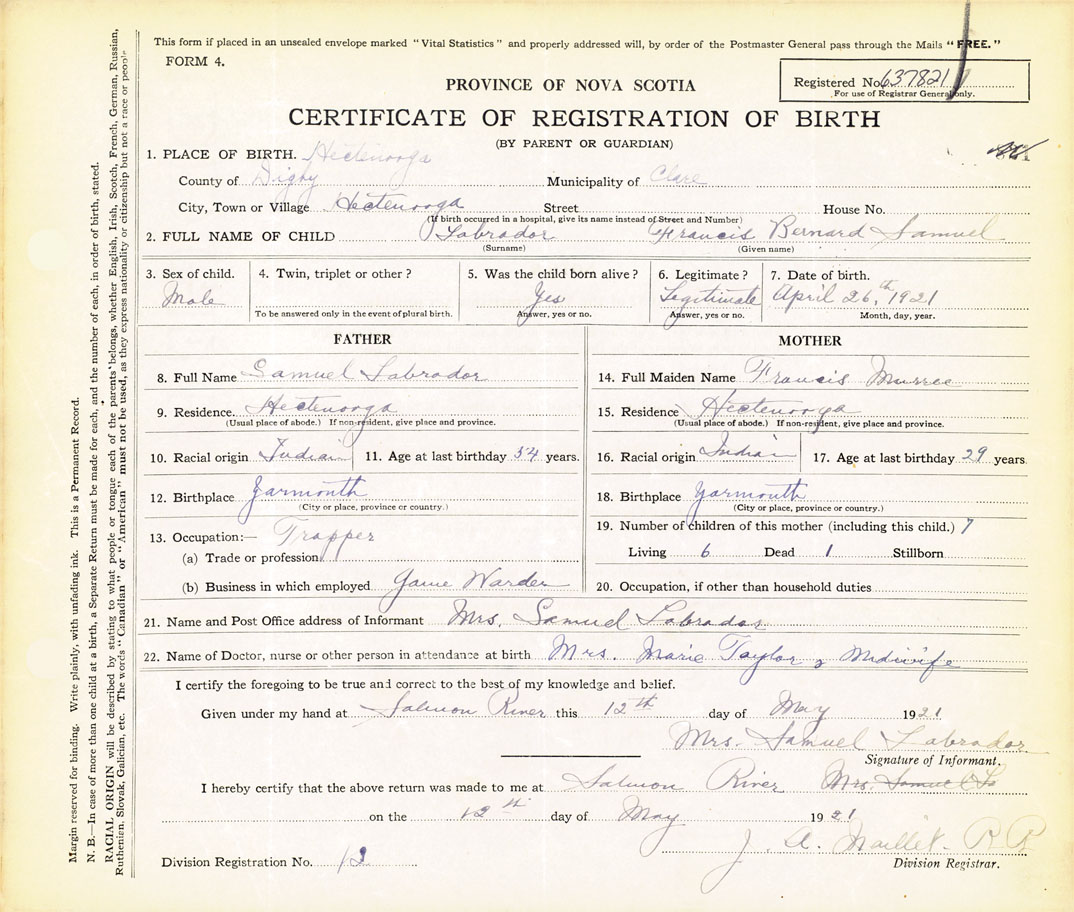 This form if placed in an unsealed envelope marked "Vital Statistics" and properly addressed will, by order of the Postmaster General pass through the Mails "FREE."
FORM 4.
Registered No. 637821
For use of Registrar General only.
PROVINCE OF NOVA SCOTIA
CERTIFICATE OF REGISTRATION OF BIRTH
(BY PARENT OR GUARDIAN)
1. PLACE OF BIRTH. Hectenooga
County of Digby Municipality of Clare
City, Town or Village Hectenooga Street House No.
(If birth occurred in a hospital, give its name instead of Street and Number)
2. FULL NAME OF CHILD Labrador Francis Bernard Samuel
(Surname) (Given name)
3. Sex of child. 4. Twin, triplet or other? 5. Was the child born alive? 6. Legitimate? 7. Date of birth.
Male Yes Legitimate April 26,th 1921
To be answered only in the event of plural birth. Answer, yes or no. Answer, yes or no. Month, day, year.
FATHER
8. Full Name Samuel Labrador
9. Residence. Hectenooga
(Usual place of abode.) If non-resident, give place and province.
10. Racial origin Indian 11. Age at last birthday 34 years.
12. Birthplace Yarmouth
(City or place, province or country.)
13. Occupation:— Trapper
(a) Trade or profession
(b) Business in which employed Game Warden
MOTHER
14. Full Maiden Name Francis
15. Residence Hectenooga
(Usual place of abode.) If non-resident, give place and province.
16. Racial origin Indian 17. Age at last birthday 29 years.
18. Birthplace Yarmouth
(City or place, province or country.)
19. Number of children of this mother (including this child.) 7
Living 6 Dead 1 Stillborn
20. Occupation, if other than household duties
21. Name and Post Office address of Informant Mrs. Samuel Labrador
22. Name of Doctor, nurse or other person in attendance at birth Mrs. Marie Taylor, Midwife
I certify the foregoing to be true and correct to the best of my knowledge and belief.
Given under my hand at Salmon River this 12th day of May 1921
Mrs. Samuel Labrador
Signature of Informant.
I hereby certify that the above return was made to me at Salmon River Mrs. Samuel La
on the 12th day of May 1921
J. A. Maillet. R R
Division Registration No. 12 Division Registrar.
Margin reserved for binding. Write plainly, with unfading ink. This is a Permanent Record.
N. B.—In case of more than one child at a birth, a Separate Return must be made for each, and the number of each, in order of birth, stated.
RACIAL ORIGIN will be described by stating to what people or tongue each of the parents belongs, whether English, Irish, Scotch, French, German, Russian,
Ruthenian, Slovak, Galician, etc. The words "Canadian" or "American" must not be used, as they express nationality or citizenship but not a race or people